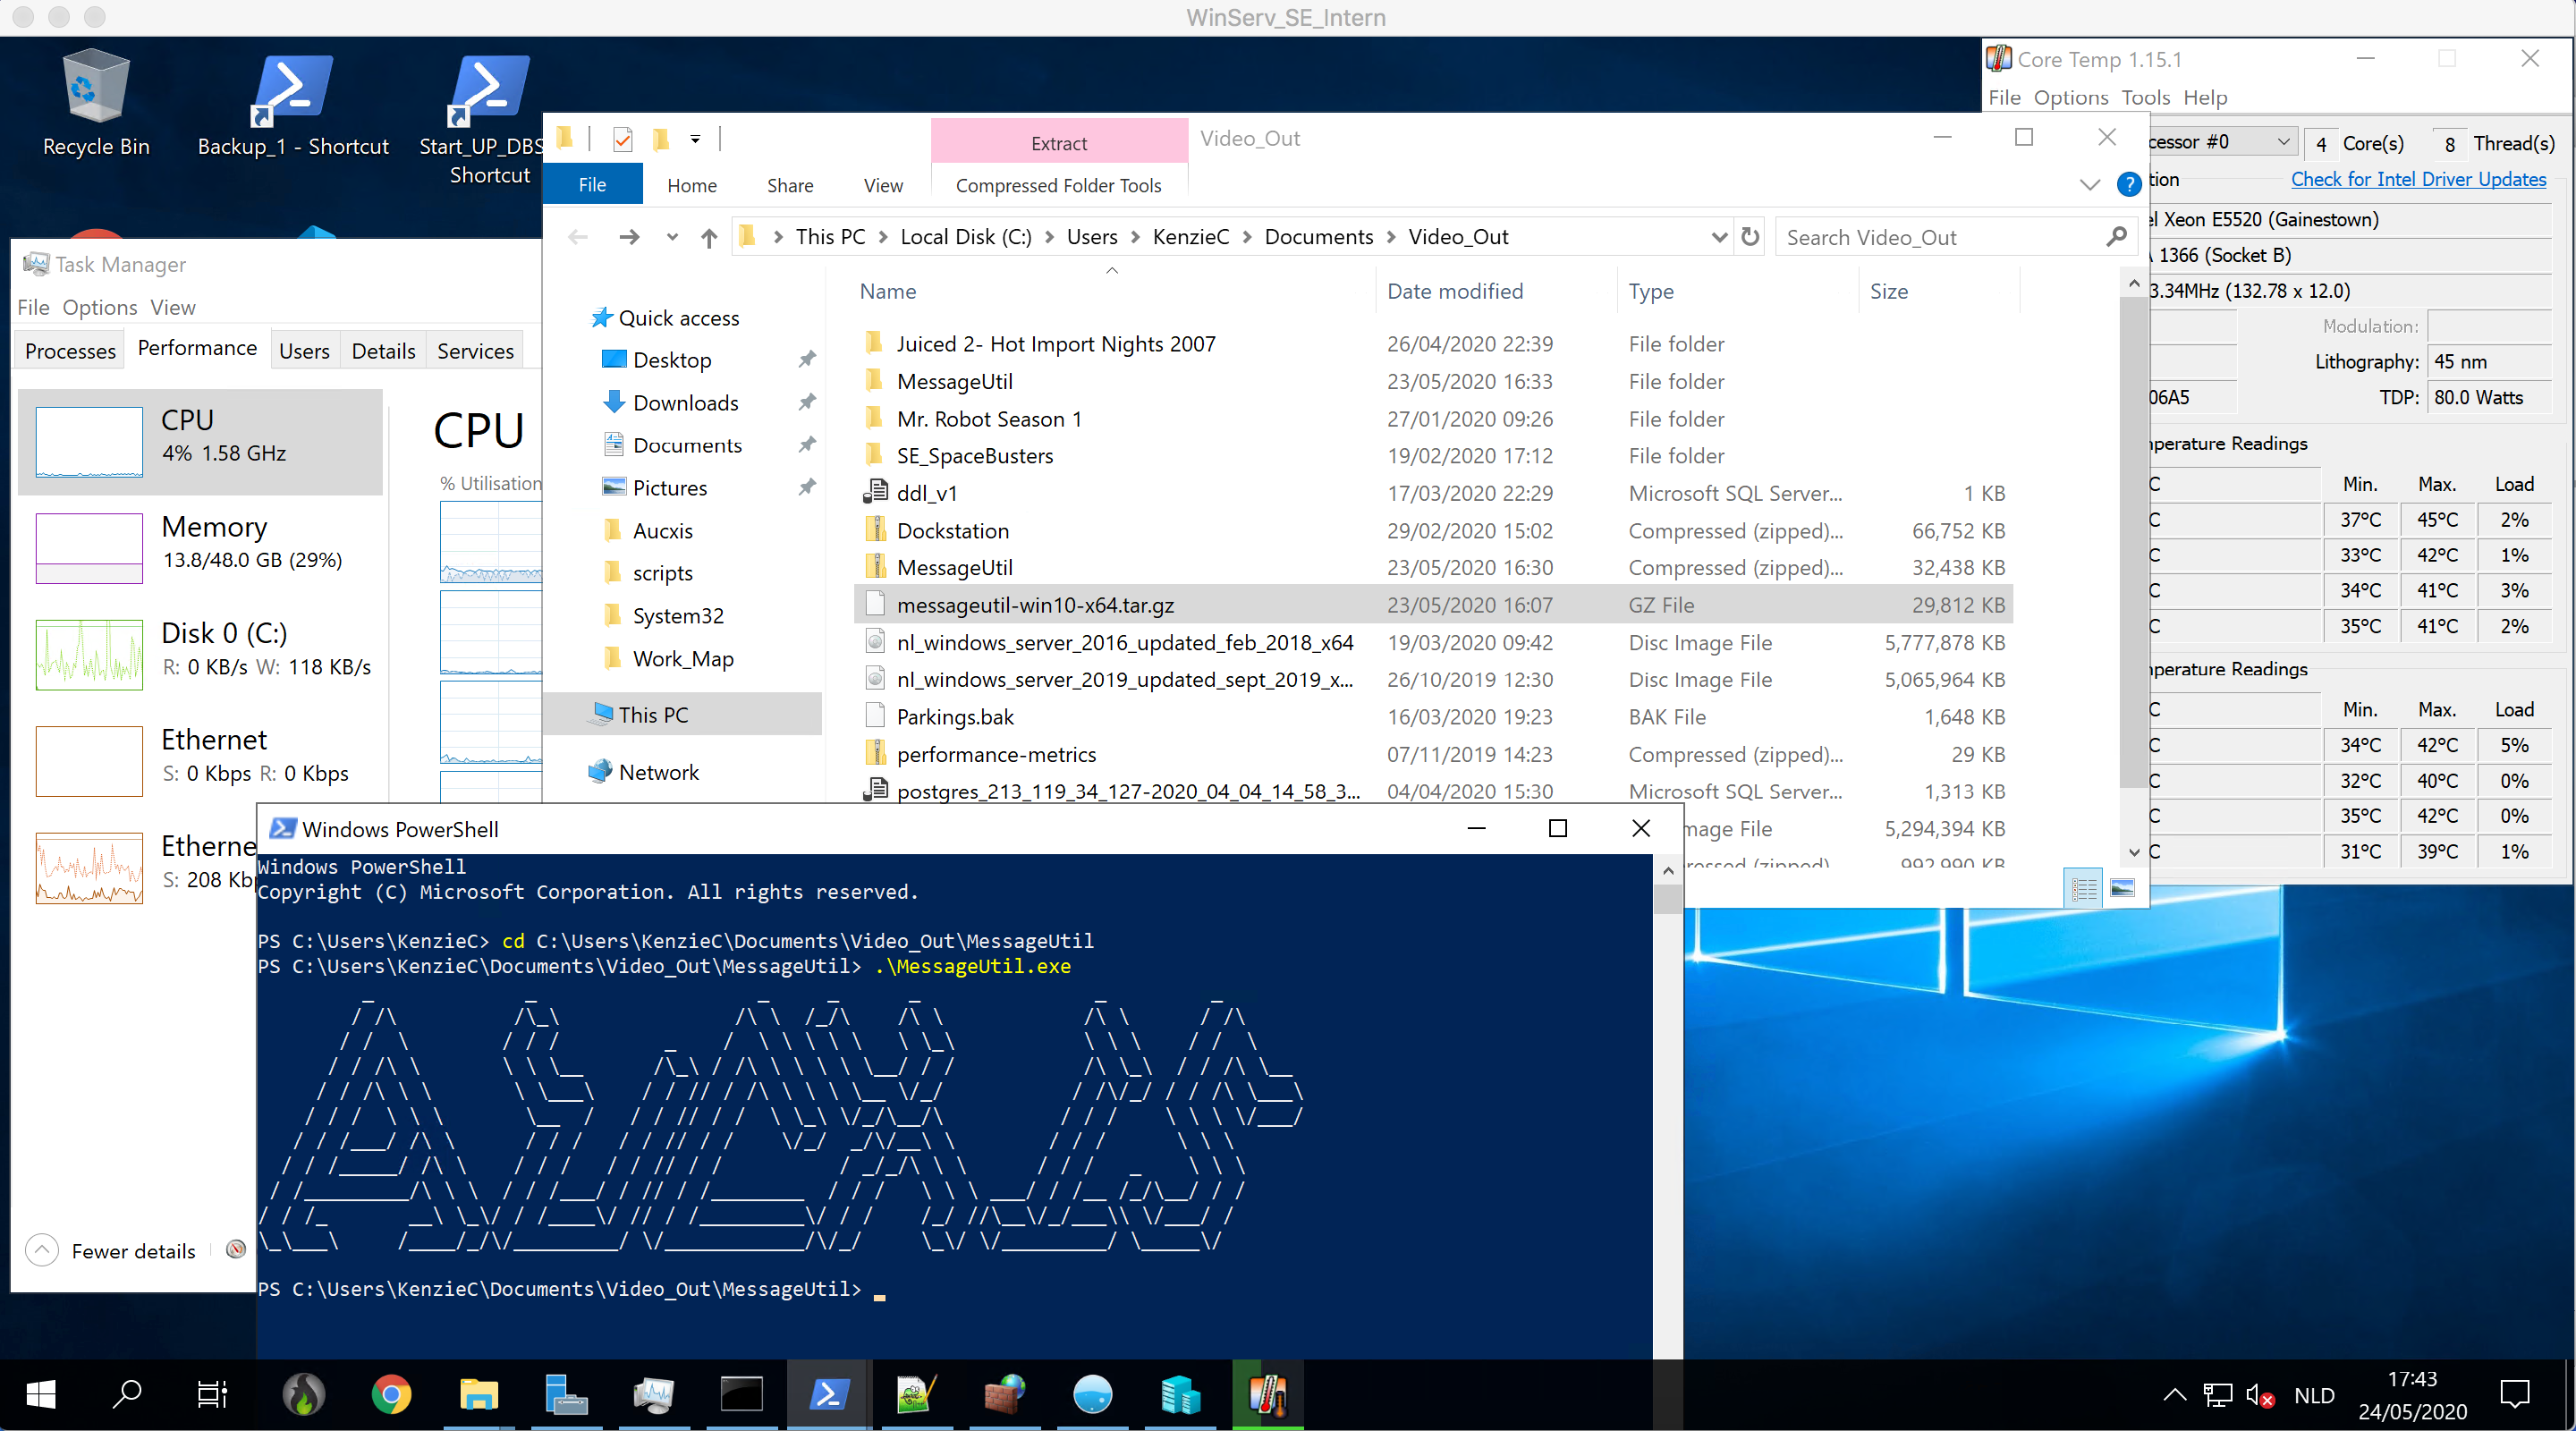 WinServ_SE_Intern
Recycle Bin
Backup_1 - Shortcut
Start_UP_DBS
Shortcut
Core Temp 1.15.1
File Options Tools Help
cessor #0
4 Core(s)
8 Thread(s)
tion
Check for Intel Driver Updates
el Xeon E5520 (Gainestown)
A 1366 (Socket B)
3.34MHz (132.78 x 12.0)
Modulation:
Lithography: 45 nm
06A5
TDP: 80.0 Watts
mperature Readings
C Min. Max. Load
C 37°C 45°C 2%
C 33°C 42°C 1%
C 34°C 41°C 3%
C 35°C 41°C 2%
mperature Readings
C Min. Max. Load
C 34°C 42°C 5%
C 32°C 40°C 0%
C 35°C 42°C 0%
C 31°C 39°C 1%
Extract
Video_Out
File Home Share View Compressed Folder Tools
This PC > Local Disk (C:) > Users > KenzieC > Documents > Video_Out
Search Video_Out
Quick access
Desktop
Downloads
Documents
Pictures
Aucxis
scripts
System32
Work_Map
This PC
Network
Name Date modified Type Size
Juiced 2- Hot Import Nights 2007 26/04/2020 22:39 File folder
MessageUtil 23/05/2020 16:33 File folder
Mr. Robot Season 1 27/01/2020 09:26 File folder
SE_SpaceBusters 19/02/2020 17:12 File folder
ddl_v1 17/03/2020 22:29 Microsoft SQL Server... 1 KB
Dockstation 29/02/2020 15:02 Compressed (zipped)... 66,752 KB
MessageUtil 23/05/2020 16:30 Compressed (zipped)... 32,438 KB
messageutil-win10-x64.tar.gz 23/05/2020 16:07 GZ File 29,812 KB
nl_windows_server_2016_updated_feb_2018_x64 19/03/2020 09:42 Disc Image File 5,777,878 KB
nl_windows_server_2019_updated_sept_2019_x... 26/10/2019 12:30 Disc Image File 5,065,964 KB
Parkings.bak 16/03/2020 19:23 BAK File 1,648 KB
performance-metrics 07/11/2019 14:23 Compressed (zipped)... 29 KB
postgres_213_119_34_127-2020_04_04_14_58_3... 04/04/2020 15:30 Microsoft SQL Server... 1,313 KB
mage File 5,294,394 KB
ressed (zipped) 992,990 KB
Task Manager
File Options View
Processes Performance Users Details Services
CPU
4% 1.58 GHz
Memory
13.8/48.0 GB (29%)
Disk 0 (C:)
R: 0 KB/s W: 118 KB/s
Ethernet
S: 0 Kbps R: 0 Kbps
Etherne
S: 208 Kb
CPU
% Utilisation
Fewer details
Windows PowerShell
Windows PowerShell
Copyright (C) Microsoft Corporation. All rights reserved.
PS C:\Users\KenzieC> cd C:\Users\KenzieC\Documents\Video_Out\MessageUtil
PS C:\Users\KenzieC\Documents\Video_Out\MessageUtil> .\MessageUtil.exe
AUCXIS
PS C:\Users\KenzieC\Documents\Video_Out\MessageUtil>
NLD
17:43
24/05/2020